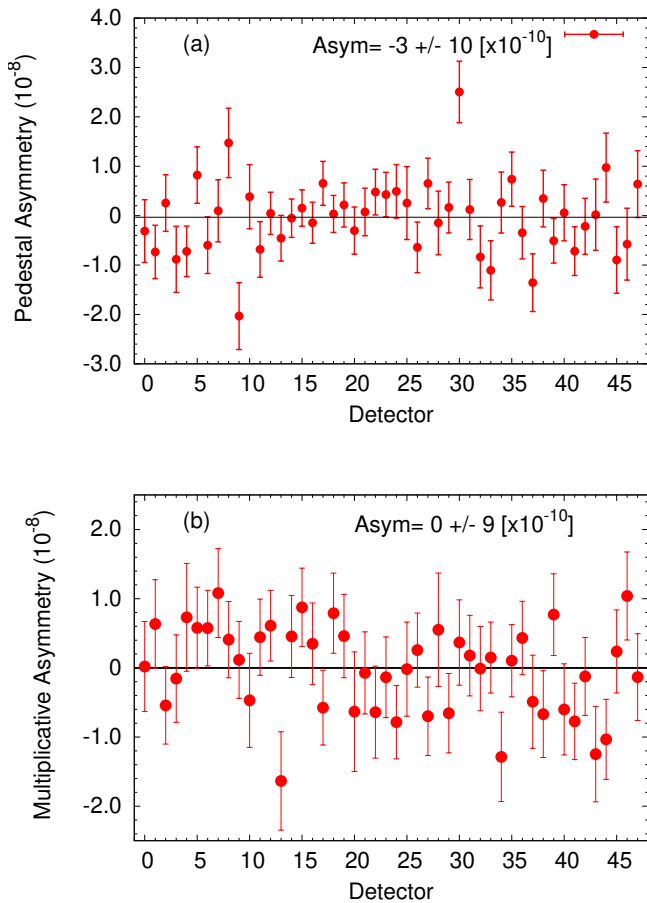 (a)
Asym= -3 +/- 10 [x10-10]
Pedestal Asymmetry (10-8)
4.0
3.0
2.0
1.0
0
-1.0
-2.0
-3.0
0 5 10 15 20 25 30 35 40 45
Detector
(b)
Asym= 0 +/- 9 [x10-10]
Multiplicative Asymmetry (10-8)
2.0
1.0
0
-1.0
-2.0
0 5 10 15 20 25 30 35 40 45
Detector